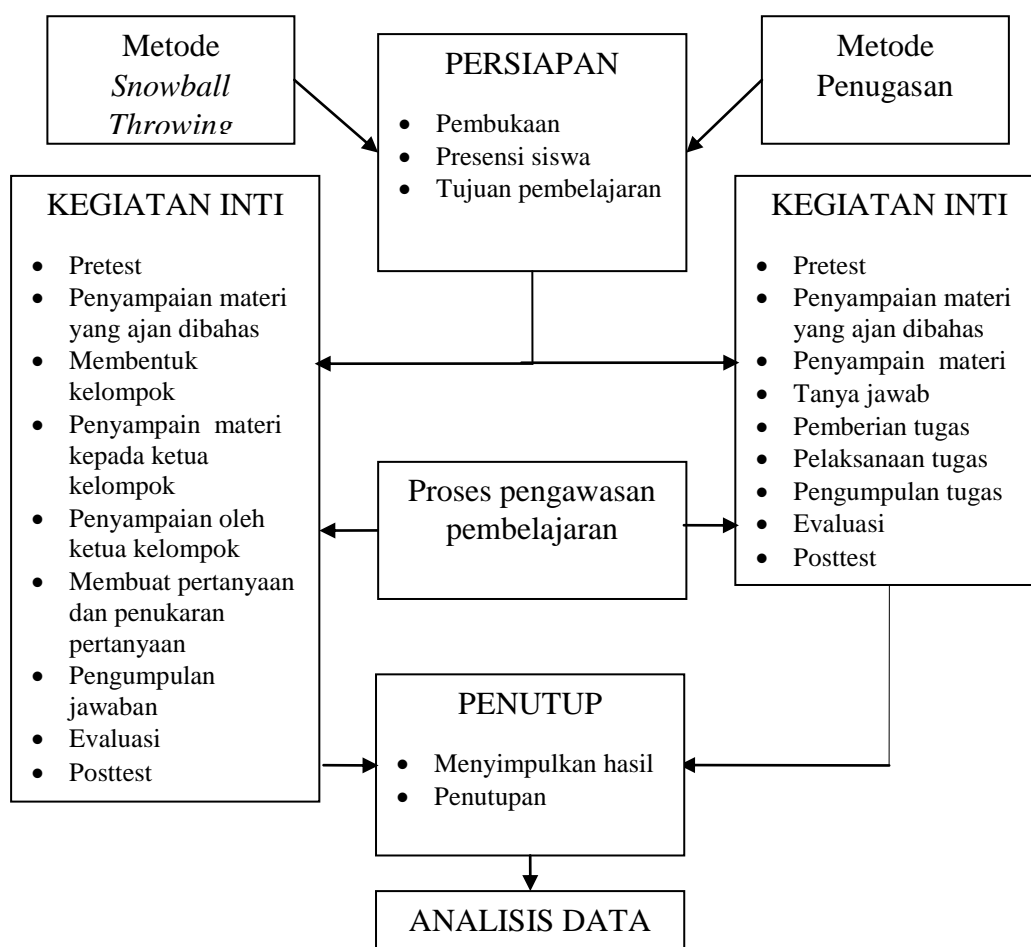 Metode
Snowball
Throwing
PERSIAPAN
• Pembukaan
• Presensi siswa
• Tujuan pembelajaran
Metode
Penugasan
KEGIATAN INTI
• Pretest
• Penyampaian materi
yang ajan dibahas
• Membentuk
kelompok
• Penyampain materi
kepada ketua
kelompok
• Penyampaian oleh
ketua kelompok
• Membuat pertanyaan
dan penukaran
pertanyaan
• Pengumpulan
jawaban
• Evaluasi
• Posttest
KEGIATAN INTI
• Pretest
• Penyampaian materi
yang ajan dibahas
• Penyampain materi
• Tanya jawab
• Pemberian tugas
• Pelaksanaan tugas
• Pengumpulan tugas
• Evaluasi
• Posttest
Proses pengawasan
pembelajaran
PENUTUP
• Menyimpulkan hasil
• Penutupan
ANALISIS DATA